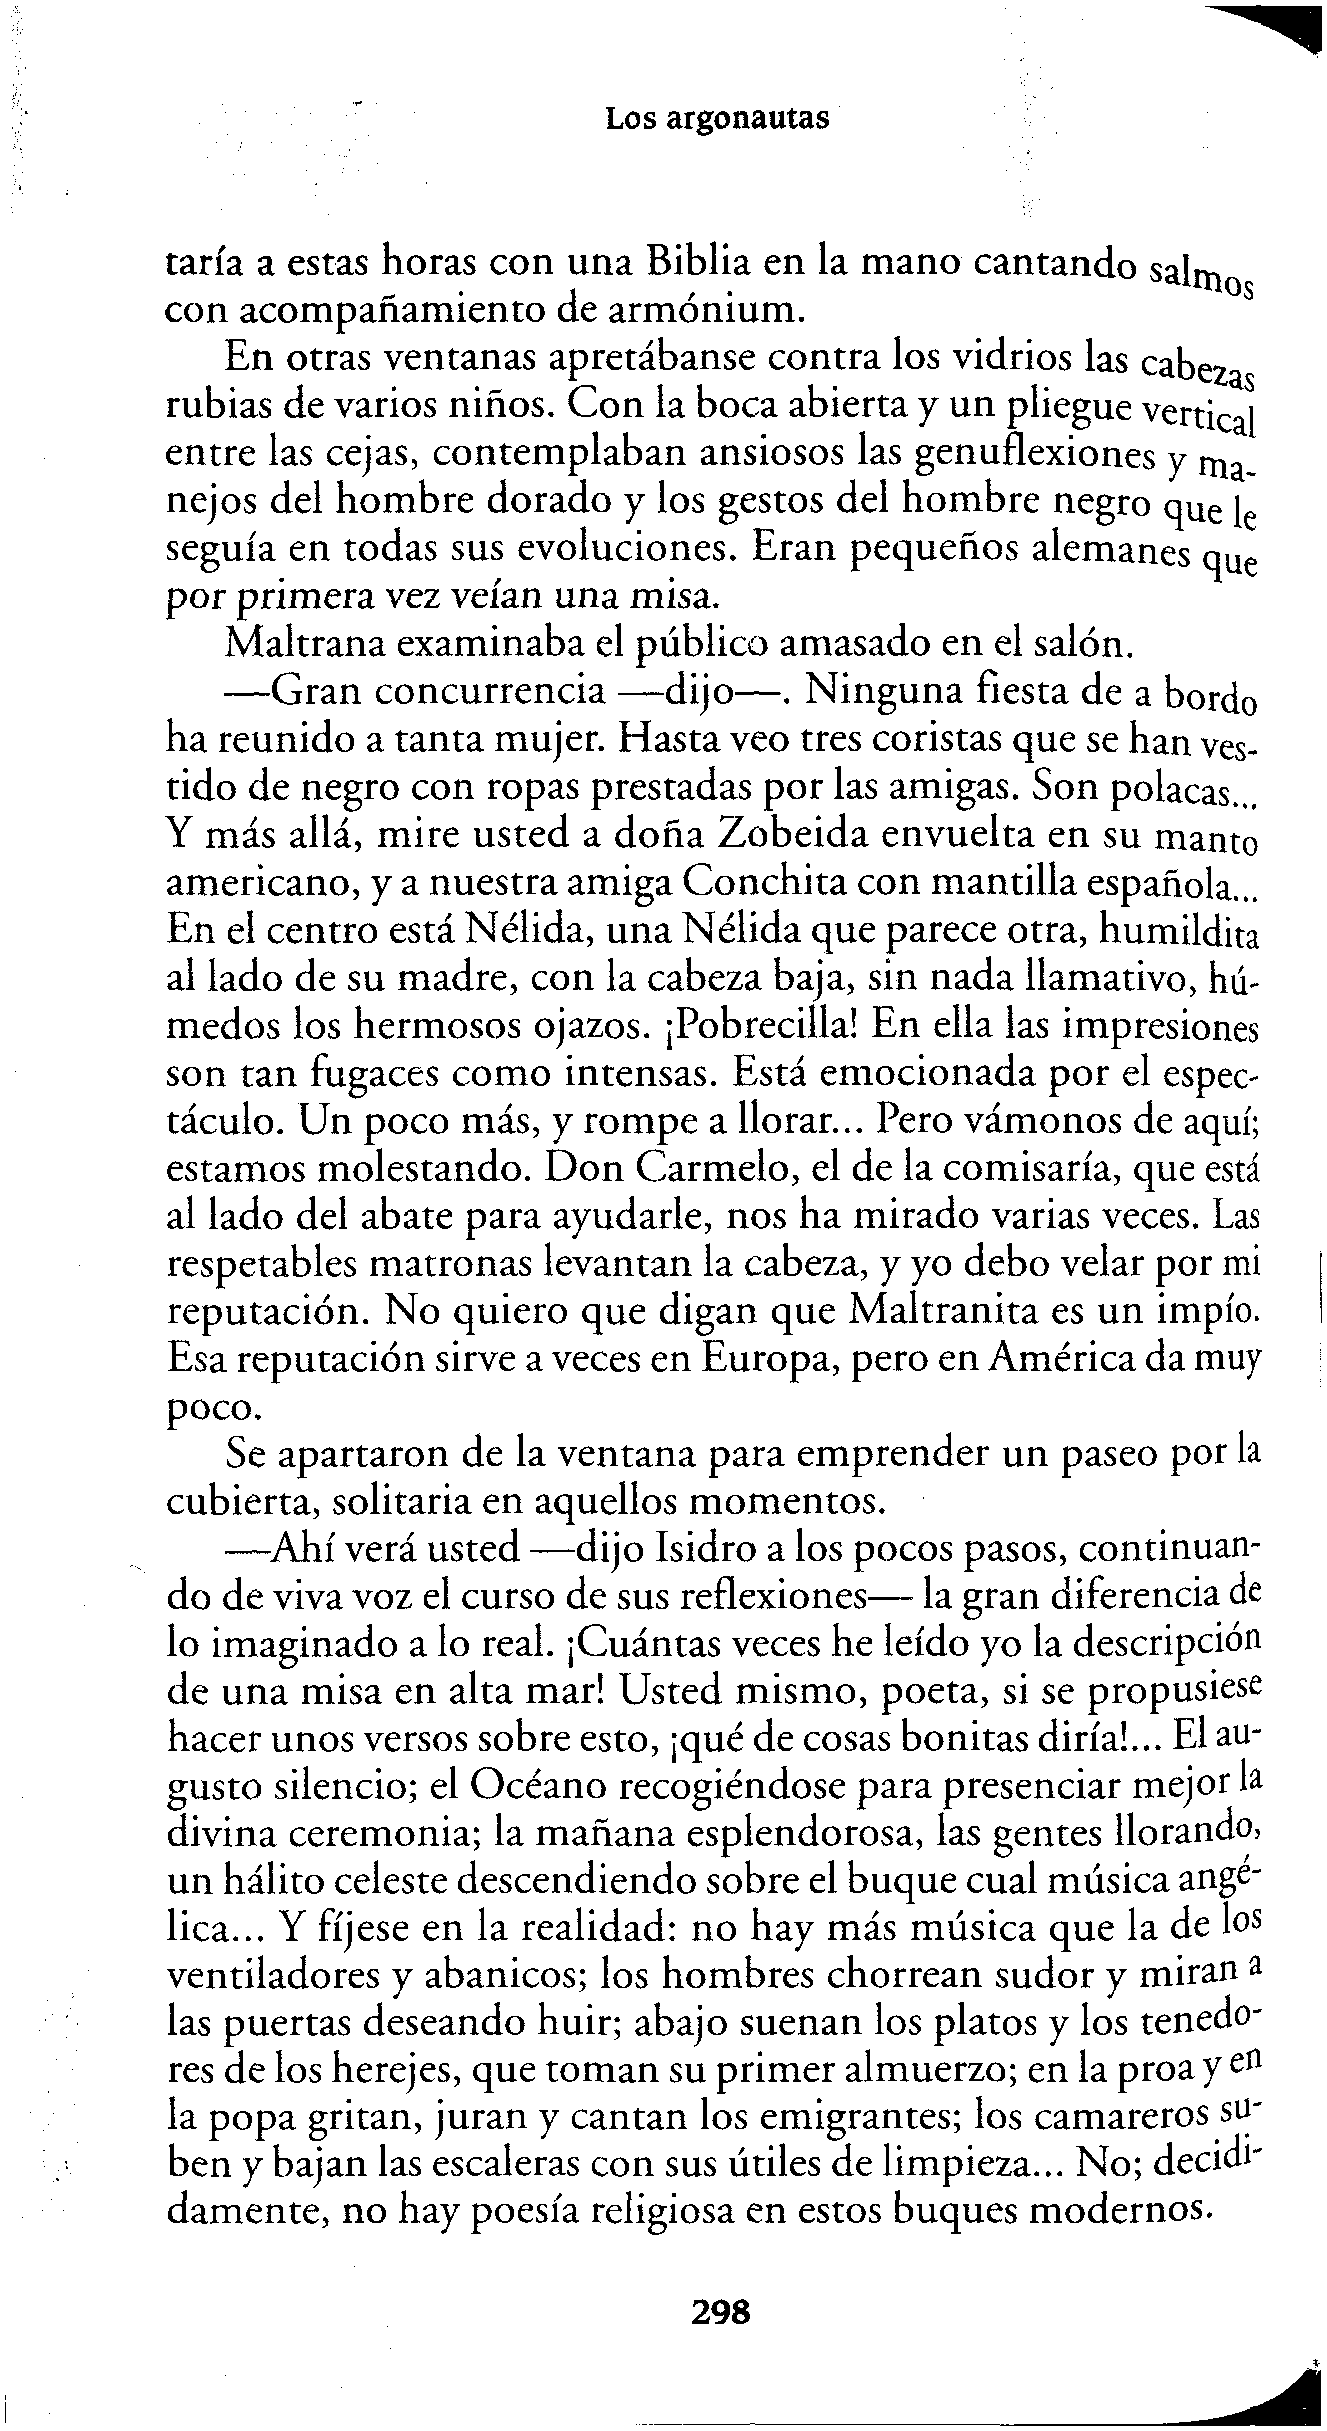 Los argonautas
taría a estas horas con una Biblia en la mano cantando salmos
con acompañamiento de armónium.
En otras ventanas apretábanse contra los vidrios las cabezas
rubias de varios niños. Con la boca abierta y un pliegue vertical
entre las cejas, contemplaban ansiosos las genuflexiones y ma-
nejos del hombre dorado y los gestos del hombre negro que le
seguía en todas sus evoluciones. Eran pequeños alemanes que
por primera vez veían una misa.
Maltrana examinaba el público amasado en el salón.
—Gran concurrencia —dijo—. Ninguna fiesta de a bordo
ha reunido a tanta mujer. Hasta veo tres coristas que se han ves-
tido de negro con ropas prestadas por las amigas. Son polacas...
Y más allá, mire usted a doña Zobeida envuelta en su manto
americano, y a nuestra amiga Conchita con mantilla española...
En el centro está Nélida, una Nélida que parece otra, humildita
al lado de su madre, con la cabeza baja, sin nada llamativo, hú-
medos los hermosos ojazos. ¡Pobrecilla! En ella las impresiones
son tan fugaces como intensas. Está emocionada por el espec-
táculo. Un poco más, y rompe a llorar... Pero vámonos de aquí;
estamos molestando. Don Carmelo, el de la comisaría, que está
al lado del abate para ayudarle, nos ha mirado varias veces. Las
respetables matronas levantan la cabeza, y yo debo velar por mi
reputación. No quiero que digan que Maltranita es un impío.
Esa reputación sirve a veces en Europa, pero en América da muy
poco.
Se apartaron de la ventana para emprender un paseo por la
cubierta, solitaria en aquellos momentos.
—Ahí verá usted —dijo Isidro a los pocos pasos, continuan-
do de viva voz el curso de sus reflexiones— la gran diferencia de
lo imaginado a lo real. ¡Cuántas veces he leído yo la descripción
de una misa en alta mar! Usted mismo, poeta, si se propusiese
hacer unos versos sobre esto, ¡qué de cosas bonitas diría!... El au-
gusto silencio; el Océano recogiéndose para presenciar mejor la
divina ceremonia; la mañana esplendorosa, las gentes llorando,
un hálito celeste descendiendo sobre el buque cual música angé-
lica... Y fíjese en la realidad: no hay más música que la de los
ventiladores y abanicos; los hombres chorrean sudor y miran a
las puertas deseando huir; abajo suenan los platos y los tenedo-
res de los herejes, que toman su primer almuerzo; en la proa y en
la popa gritan, juran y cantan los emigrantes; los camareros su-
ben y bajan las escaleras con sus útiles de limpieza... No; decidi-
damente, no hay poesía religiosa en estos buques modernos.
298